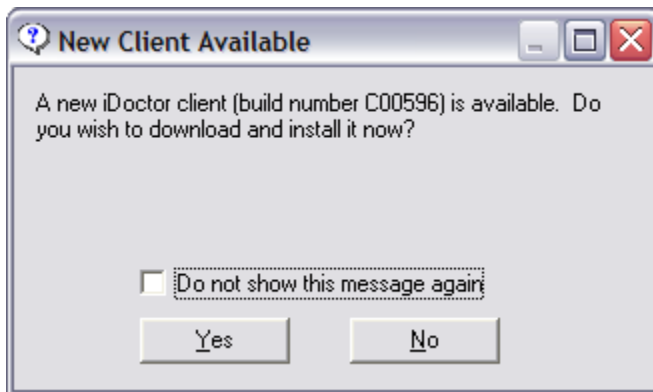 New Client Available
A new iDoctor client (build number C00596) is available.  Do
you wish to download and install it now?
Do not show this message again
Yes
No